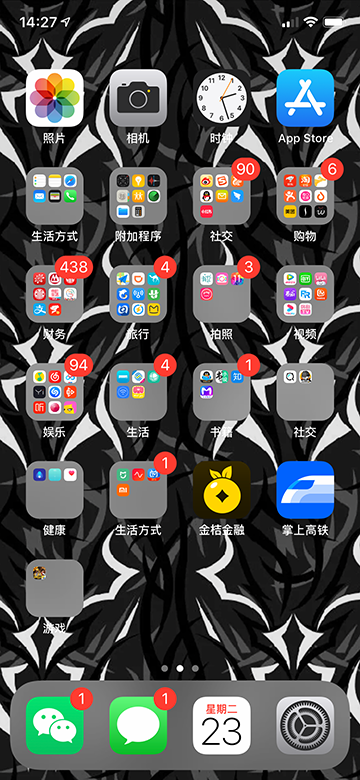 14:27
照片 相机 时钟 App Store
90 6
生活方式 附加程序 社交 购物
438 4 3
财务 旅行 拍照 视频
94 4 1
娱乐 生活 书籍 社交
1
健康 生活方式 金桔金融 掌上高铁
游戏
1 1 星期二
23